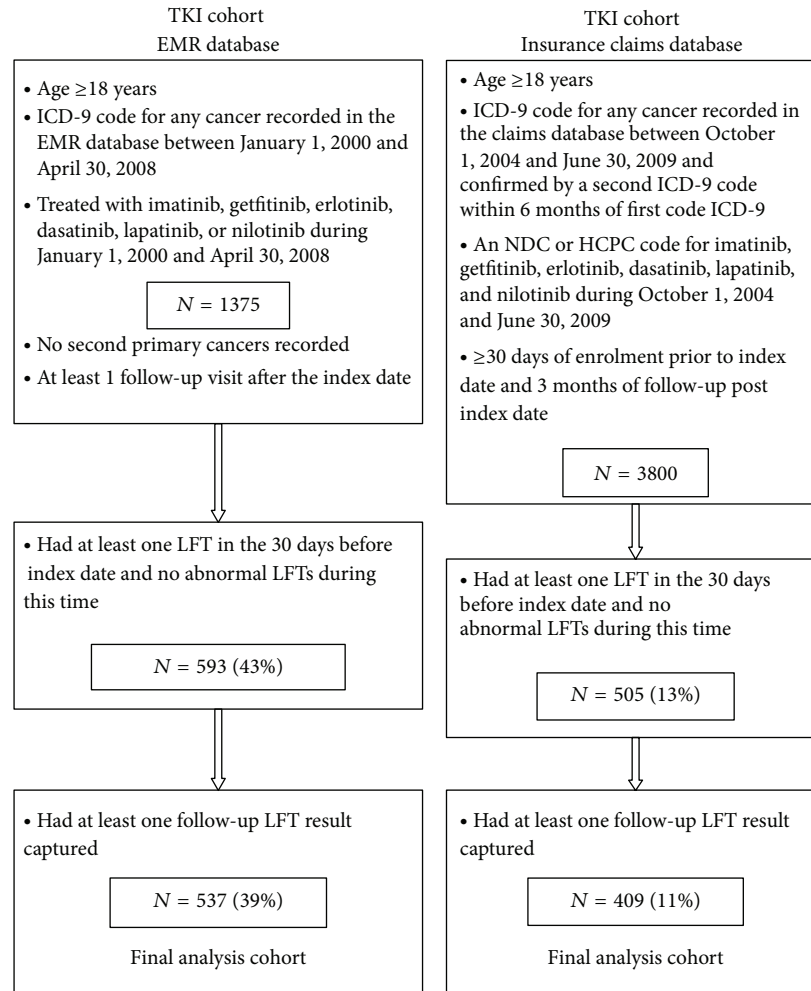 TKI cohort
EMR database
• Age ≥18 years
• ICD-9 code for any cancer recorded in the
EMR database between January 1, 2000 and
April 30, 2008
• Treated with imatinib, getfitinib, erlotinib,
dasatinib, lapatinib, or nilotinib during
January 1, 2000 and April 30, 2008
N = 1375
• No second primary cancers recorded
• At least 1 follow-up visit after the index date
• Had at least one LFT in the 30 days before
index date and no abnormal LFTs during
this time
N = 593 (43%)
• Had at least one follow-up LFT result
captured
N = 537 (39%)
Final analysis cohort
TKI cohort
Insurance claims database
• Age ≥18 years
• ICD-9 code for any cancer recorded in
the claims database between October
1, 2004 and June 30, 2009 and
confirmed by a second ICD-9 code
within 6 months of first code ICD-9
• An NDC or HCPC code for imatinib,
getfitinib, erlotinib, dasatinib, lapatinib,
and nilotinib during October 1, 2004
and June 30, 2009
• ≥30 days of enrolment prior to index
date and 3 months of follow-up post
index date
N = 3800
• Had at least one LFT in the 30 days
before index date and no
abnormal LFTs during this time
N = 505 (13%)
• Had at least one follow-up LFT result
captured
N = 409 (11%)
Final analysis cohort